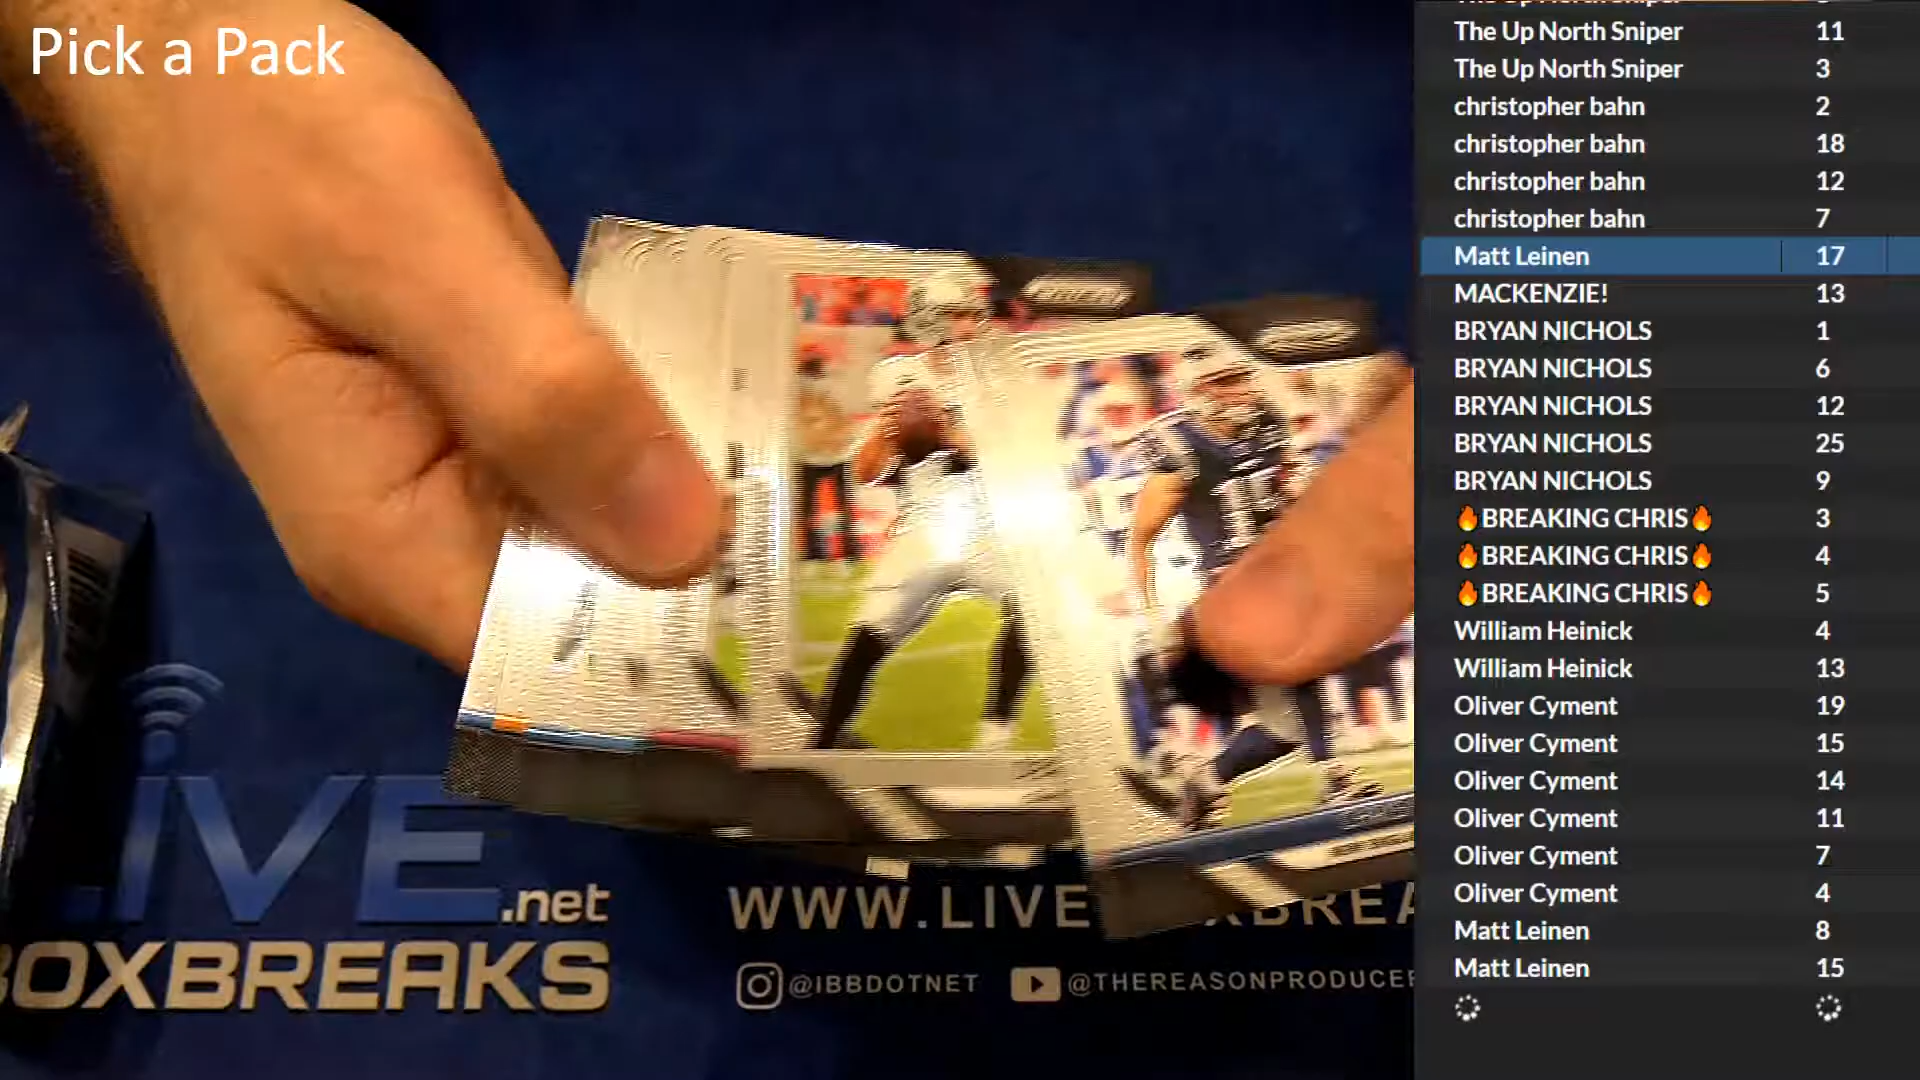 Pick a Pack
The Up North Sniper 11
The Up North Sniper 3
christopher bahn 2
christopher bahn 18
christopher bahn 12
christopher bahn 7
Matt Leinen 17
MACKENZIE! 13
BRYAN NICHOLS 1
BRYAN NICHOLS 6
BRYAN NICHOLS 12
BRYAN NICHOLS 25
BRYAN NICHOLS 9
🔥BREAKING CHRIS🔥 3
🔥BREAKING CHRIS🔥 4
🔥BREAKING CHRIS🔥 5
William Heinick 4
William Heinick 13
Oliver Cyment 19
Oliver Cyment 15
Oliver Cyment 14
Oliver Cyment 11
Oliver Cyment 7
Oliver Cyment 4
Matt Leinen 8
Matt Leinen 15
LIVE.net
BOXBREAKS
WWW.LIVE XBREA
@IBBDOTNET @THEREASONPRODUCER